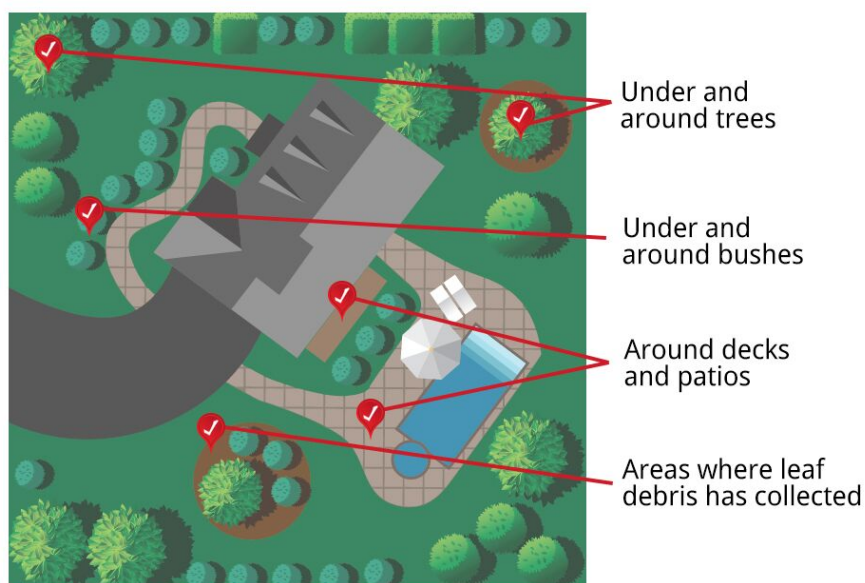 Under and
around trees
Under and
around bushes
Around decks
and patios
Areas where leaf
debris has collected